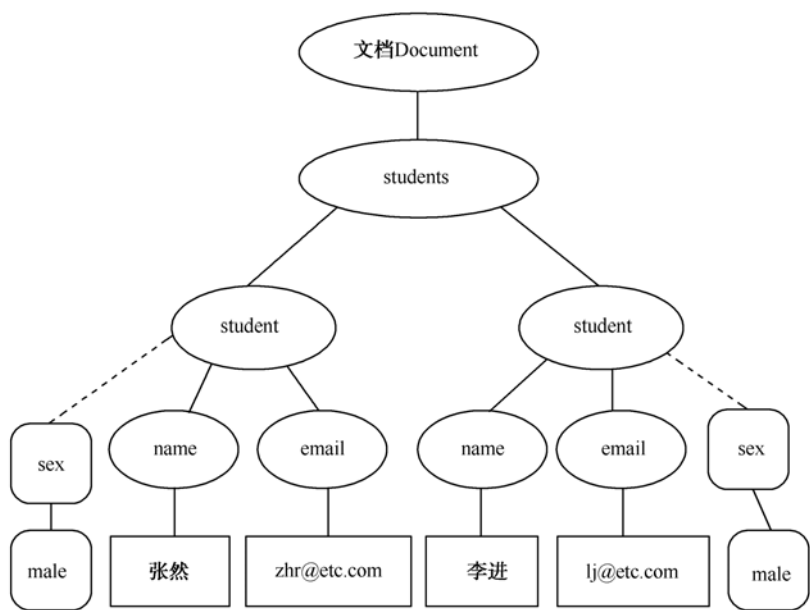 文档Document
students
student
student
sex
name
email
name
email
sex
male
张然
zhr@etc.com
李进
lj@etc.com
male